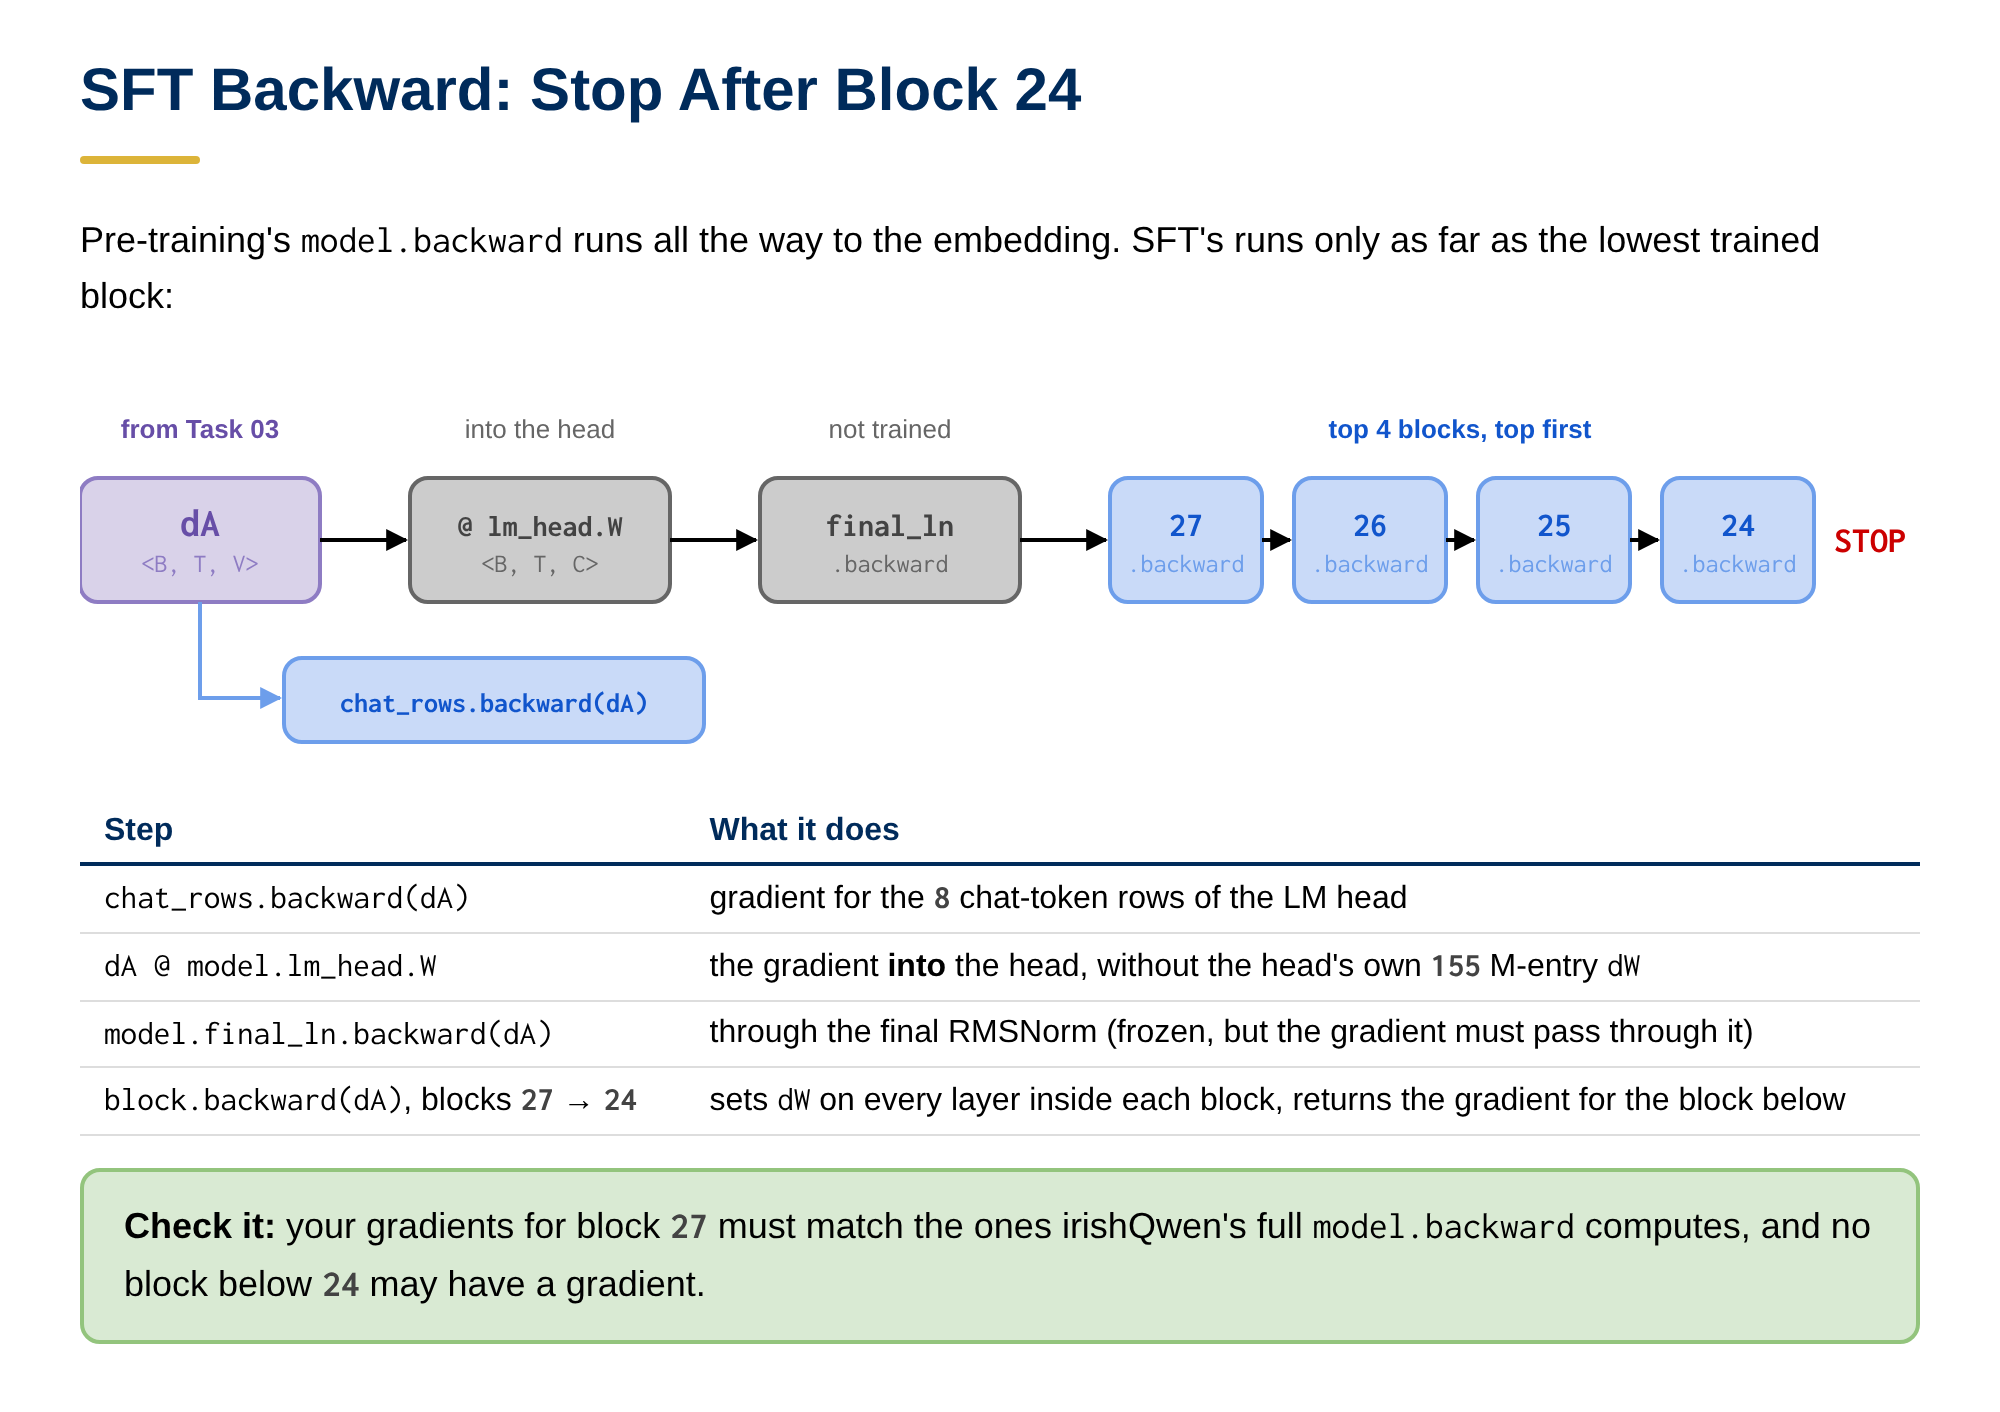 SFT Backward: Stop After Block 24
Pre-training's model.backward runs all the way to the embedding. SFT's runs only as far as the lowest trained
block:
from Task 03
into the head
not trained
top 4 blocks, top first
dA
<B, T, V>
@ lm_head.W
<B, T, C>
final_ln
.backward
27
.backward
26
.backward
25
.backward
24
.backward
STOP
chat_rows.backward(dA)
Step What it does
chat_rows.backward(dA) gradient for the 8 chat-token rows of the LM head
dA @ model.lm_head.W the gradient into the head, without the head's own 155 M-entry dW
model.final_ln.backward(dA) through the final RMSNorm (frozen, but the gradient must pass through it)
block.backward(dA), blocks 27 → 24 sets dW on every layer inside each block, returns the gradient for the block below
Check it: your gradients for block 27 must match the ones irishQwen's full model.backward computes, and no
block below 24 may have a gradient.